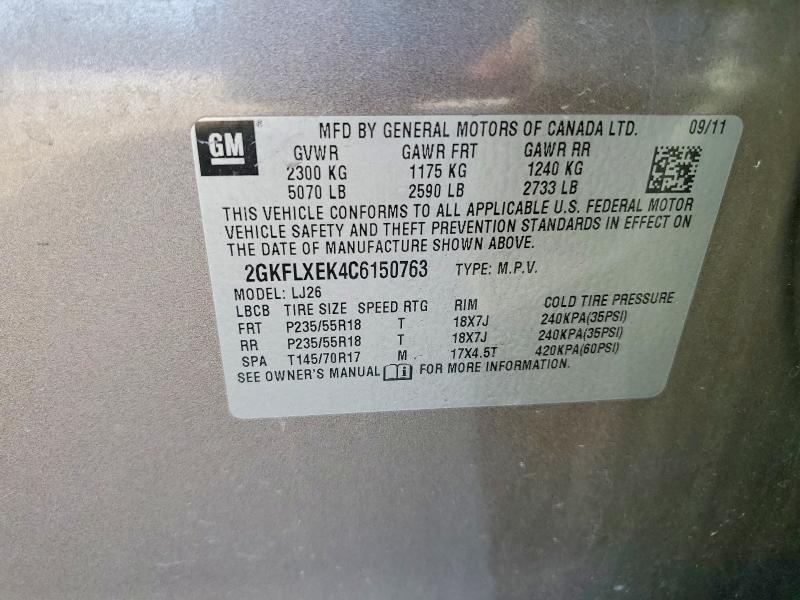 GM® MFD BY GENERAL MOTORS OF CANADA LTD. 09/11
GVWR GAWR FRT GAWR RR
2300 KG 1175 KG 1240 KG
5070 LB 2590 LB 2733 LB
THIS VEHICLE CONFORMS TO ALL APPLICABLE U.S. FEDERAL MOTOR
VEHICLE SAFETY AND THEFT PREVENTION STANDARDS IN EFFECT ON
THE DATE OF MANUFACTURE SHOWN ABOVE.
2GKFLXEK4C6150763 TYPE: M.P.V.
MODEL: LJ26
LBCB TIRE SIZE SPEED RTG RIM COLD TIRE PRESSURE
FRT P235/55R18 T 18X7J 240KPA(35PSI)
RR P235/55R18 T 18X7J 240KPA(35PSI)
SPA T145/70R17 M 17X4.5T 420KPA(60PSI)
SEE OWNER'S MANUAL FOR MORE INFORMATION.